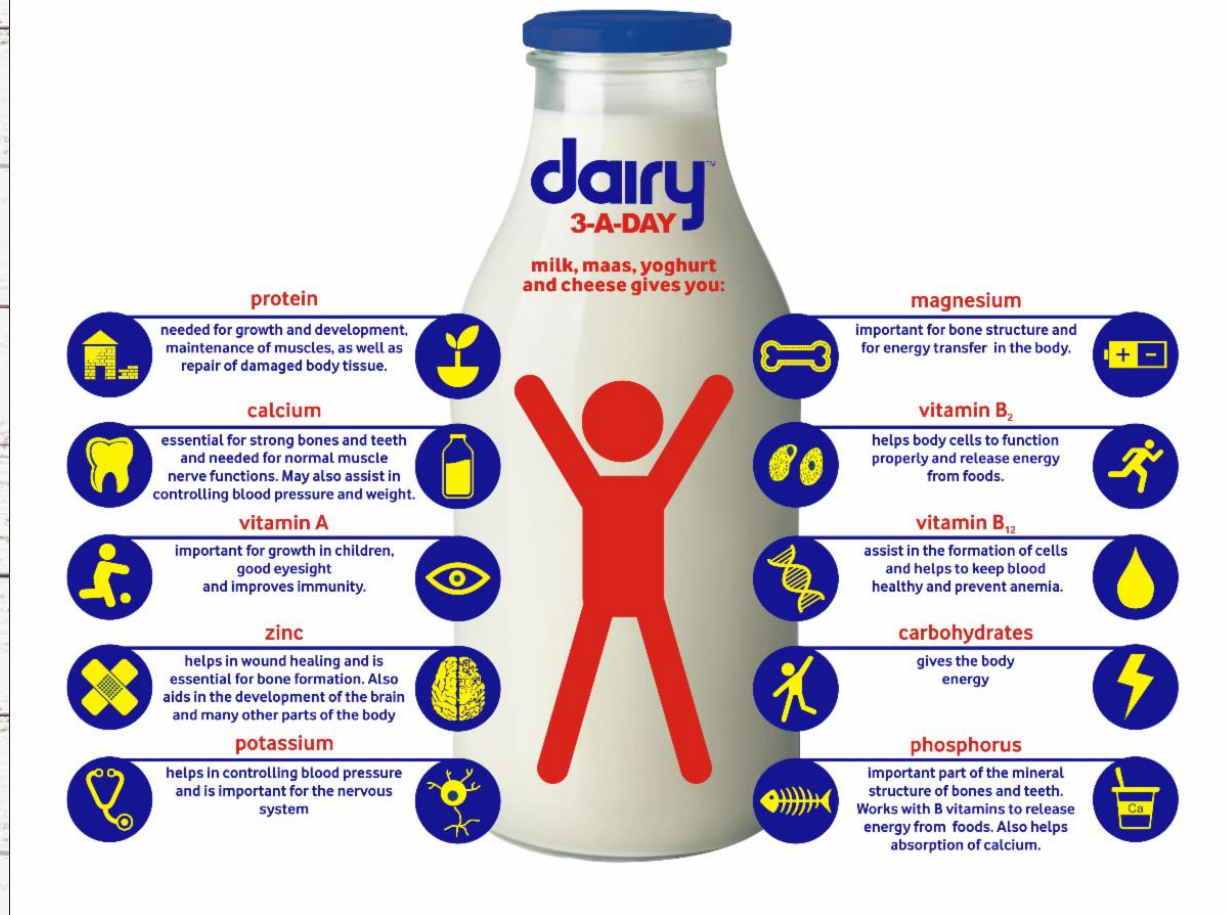 dairy™
3-A-DAY
milk, maas, yoghurt
and cheese gives you:
protein
needed for growth and development,
maintenance of muscles, as well as
repair of damaged body tissue.
calcium
essential for strong bones and teeth
and needed for normal muscle
nerve functions. May also assist in
controlling blood pressure and weight.
vitamin A
important for growth in children,
good eyesight
and improves immunity.
zinc
helps in wound healing and is
essential for bone formation. Also
aids in the development of the brain
and many other parts of the body
potassium
helps in controlling blood pressure
and is important for the nervous
system
magnesium
important for bone structure and
for energy transfer in the body.
+ -
vitamin B₂
helps body cells to function
properly and release energy
from foods.
vitamin B₁₂
assist in the formation of cells
and helps to keep blood
healthy and prevent anemia.
carbohydrates
gives the body
energy
phosphorus
important part of the mineral
structure of bones and teeth.
Works with B vitamins to release
energy from foods. Also helps
absorption of calcium.
Ca